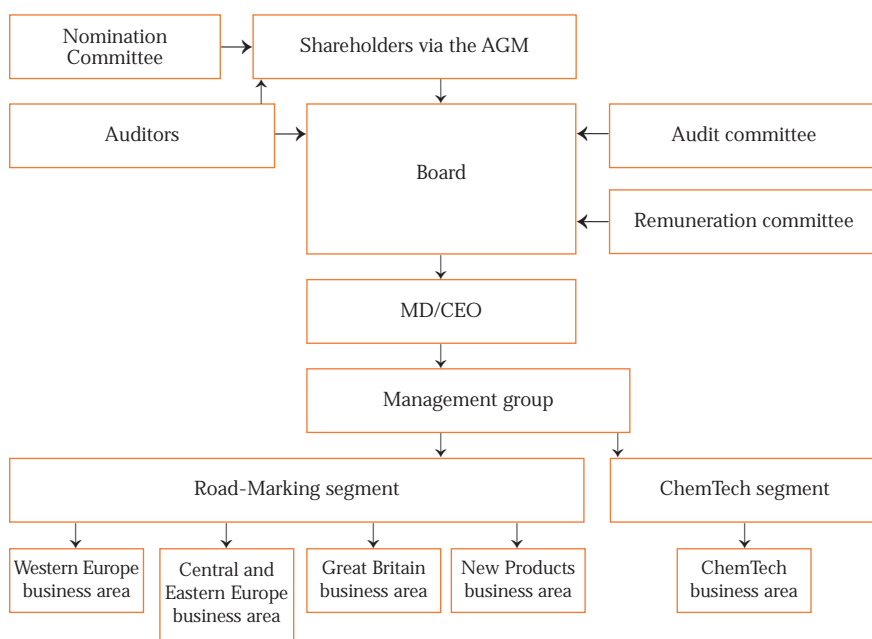 Nomination
Committee
Shareholders via the AGM
Auditors
Board
Audit committee
Remuneration committee
MD/CEO
Management group
Road-Marking segment
ChemTech segment
Western Europe
business area
Central and
Eastern Europe
business area
Great Britain
business area
New Products
business area
ChemTech
business area